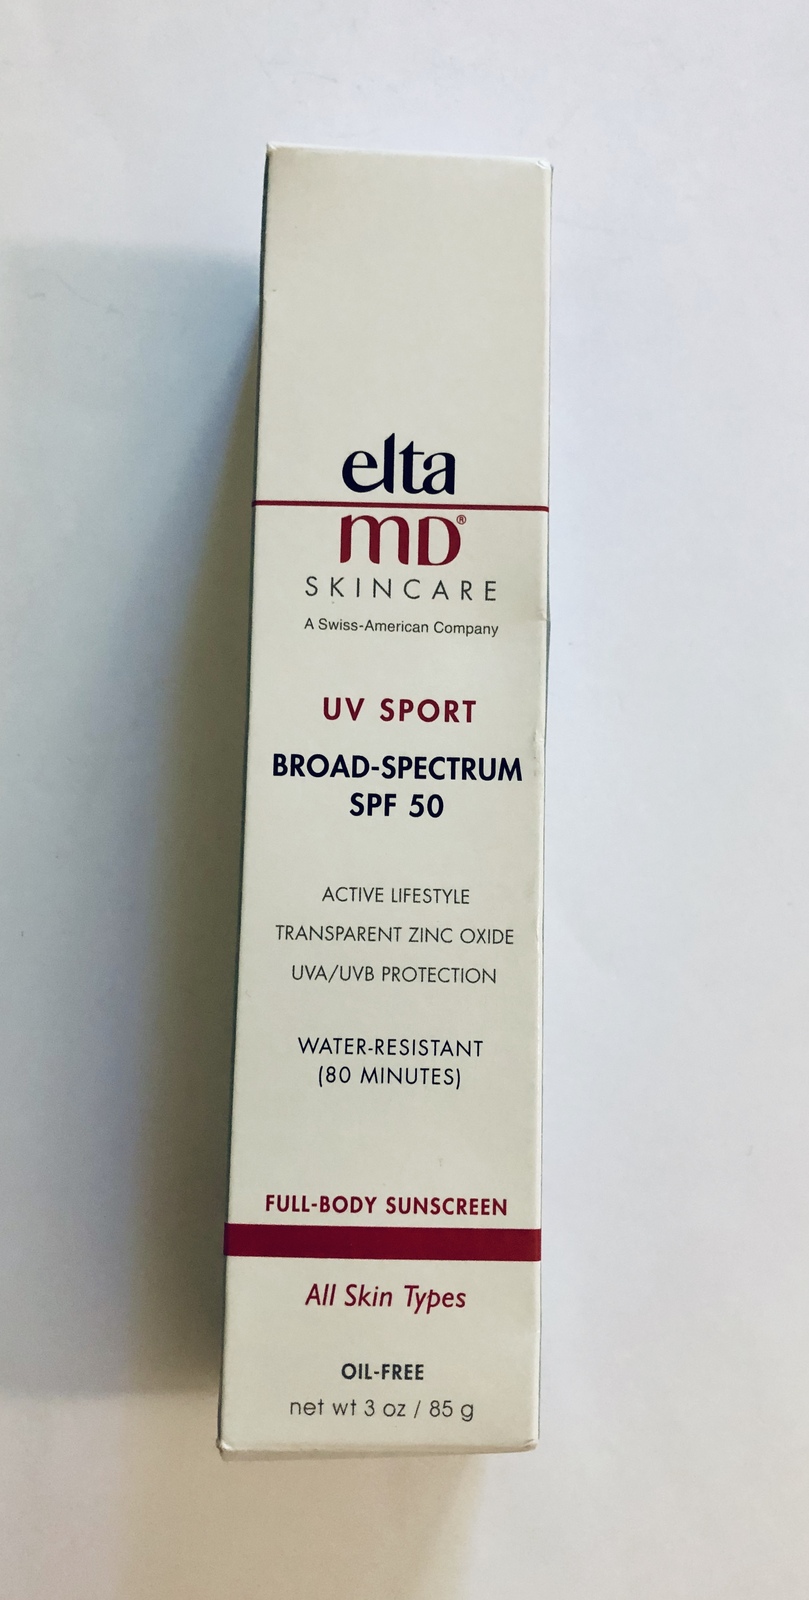 elta
MD®
SKINCARE
A Swiss-American Company
UV SPORT
BROAD-SPECTRUM
SPF 50
ACTIVE LIFESTYLE
TRANSPARENT ZINC OXIDE
UVA/UVB PROTECTION
WATER-RESISTANT
(80 MINUTES)
FULL-BODY SUNSCREEN
All Skin Types
OIL-FREE
net wt 3 oz / 85 g